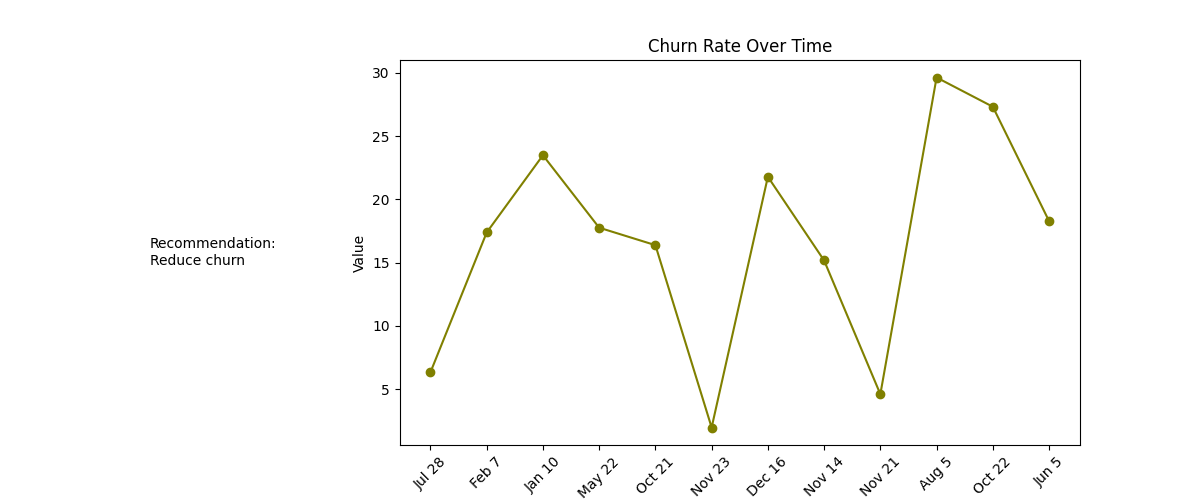 Churn Rate Over Time
Recommendation:
Reduce churn
Value
30
25
20
15
10
5
Jul 28
Feb 7
Jan 10
May 22
Oct 21
Nov 23
Dec 16
Nov 14
Nov 21
Aug 5
Oct 22
Jun 5